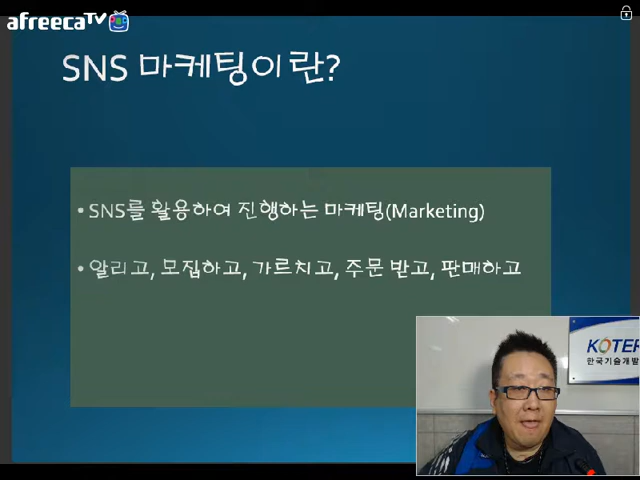 afreecaTV
SNS 마케팅이란?
• SNS를 활용하여 진행하는 마케팅(Marketing)
• 알리고, 모집하고, 가르치고, 주문 받고, 판매하고
KOTER
한국기술개발